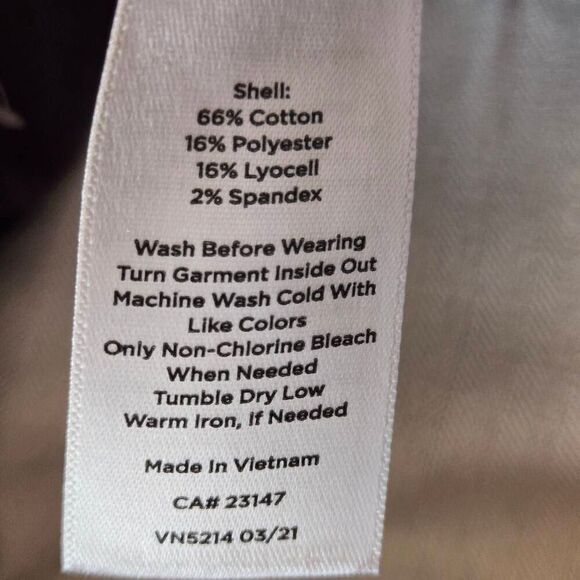 Shell:
66% Cotton
16% Polyester
16% Lyocell
2% Spandex
Wash Before Wearing
Turn Garment Inside Out
Machine Wash Cold With
Like Colors
Only Non-Chlorine Bleach
When Needed
Tumble Dry Low
Warm Iron, If Needed
Made In Vietnam
CA# 23147
VN5214 03/21